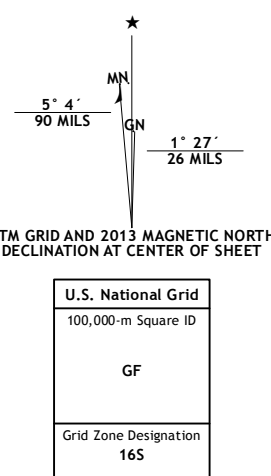 ★
MN
GN
5° 4´
90 MILS
1° 27´
26 MILS
TM GRID AND 2013 MAGNETIC NORTH
DECLINATION AT CENTER OF SHEET
U.S. National Grid
100,000-m Square ID
GF
Grid Zone Designation
16S